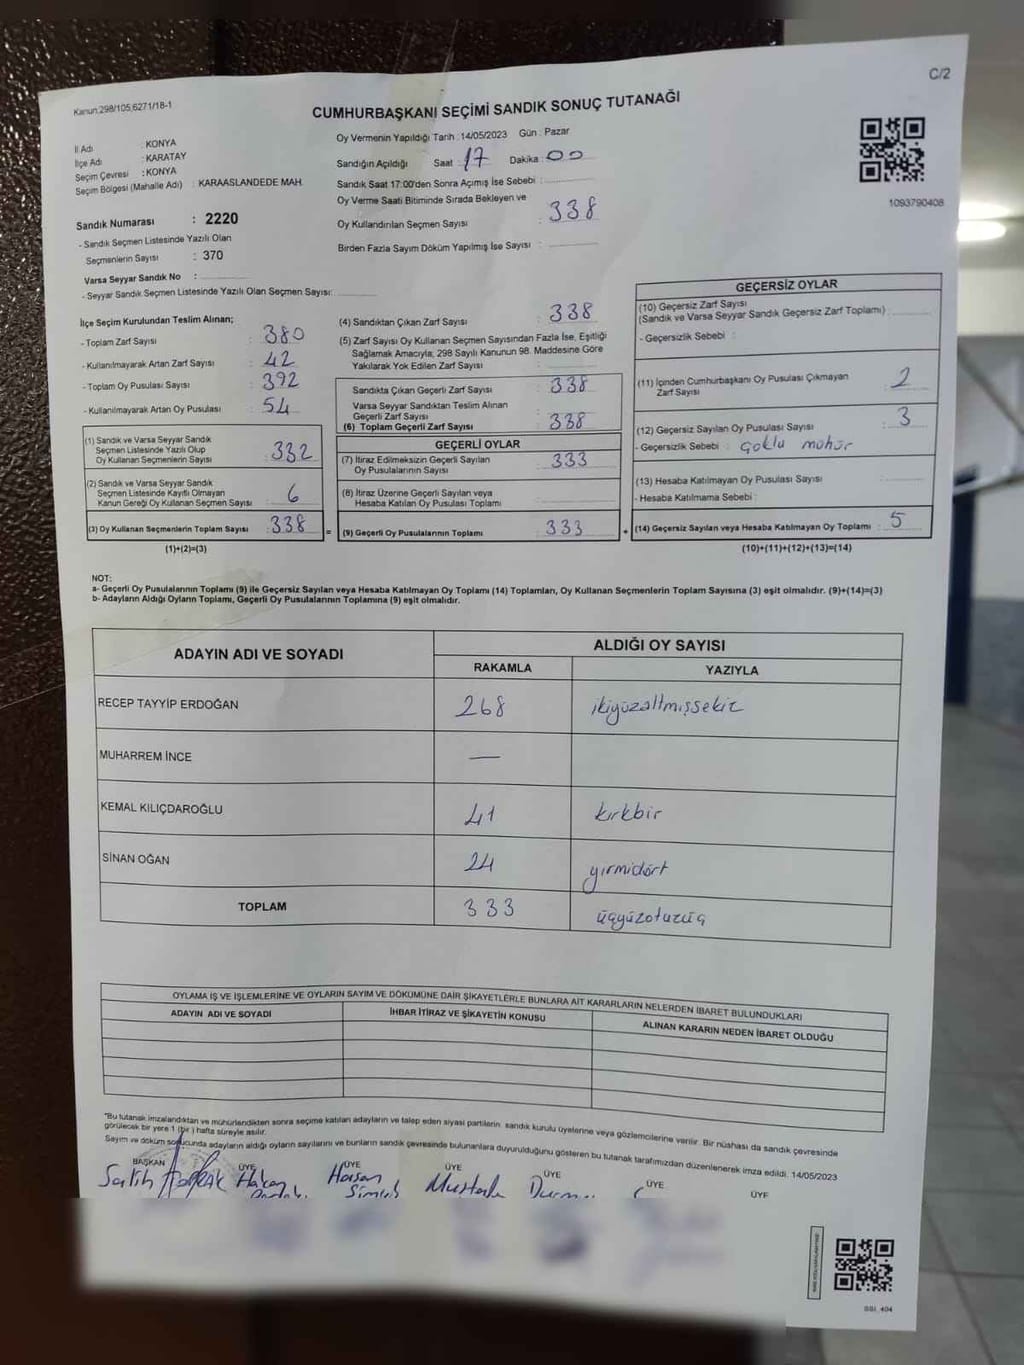 C/2
Kanun:298/105,6271/18-1
CUMHURBAŞKANI SEÇİMİ SANDIK SONUÇ TUTANAĞI
İl Adı : KONYA
İlçe Adı : KARATAY
Seçim Çevresi : KONYA
Seçim Bölgesi (Mahalle Adı) : KARAASLANDEDE MAH.
Sandık Numarası : 2220
- Sandık Seçmen Listesinde Yazılı Olan
Seçmenlerin Sayısı : 370
Varsa Seyyar Sandık No :
- Seyyar Sandık Seçmen Listesinde Yazılı Olan Seçmen Sayısı:
Oy Vermenin Yapıldığı Tarih : 14/05/2023 Gün : Pazar
Sandığın Açıldığı Saat : 17 Dakika : 00
Sandık Saat 17:00'den Sonra Açımış İse Sebebi :
Oy Verme Saati Bitiminde Sırada Bekleyen ve
Oy Kullandırılan Seçmen Sayısı : 338
Birden Fazla Sayım Döküm Yapılmış İse Sayısı :
1093790408
İlçe Seçim Kurulundan Teslim Alınan;
- Toplam Zarf Sayısı : 380
- Kullanılmayarak Artan Zarf Sayısı : 42
- Toplam Oy Pusulası Sayısı : 392
- Kullanılmayarak Artan Oy Pusulası : 54
(1) Sandık ve Varsa Seyyar Sandık
Seçmen Listesinde Yazılı Olup
Oy Kullanan Seçmenlerin Sayısı : 332
(2) Sandık ve Varsa Seyyar Sandık
Seçmen Listesinde Kayıtlı Olmayan
Kanun Gereği Oy Kullanan Seçmen Sayısı : 6
(3) Oy Kullanan Seçmenlerin Toplam Sayısı : 338 =
(1)+(2)=(3)
(4) Sandıktan Çıkan Zarf Sayısı : 338
(5) Zarf Sayısı Oy Kullanan Seçmen Sayısından Fazla İse, Eşitliği
Sağlamak Amacıyla; 298 Sayılı Kanunun 98. Maddesine Göre
Yakılarak Yok Edilen Zarf Sayısı :
Sandıkta Çıkan Geçerli Zarf Sayısı : 338
Varsa Seyyar Sandıktan Teslim Alınan
Geçerli Zarf Sayısı :
(6) Toplam Geçerli Zarf Sayısı : 338
GEÇERLİ OYLAR
(7) İtiraz Edilmeksizin Geçerli Sayılan
Oy Pusulalarının Sayısı : 333
(8) İtiraz Üzerine Geçerli Sayılan veya
Hesaba Katılan Oy Pusulası Toplamı :
(9) Geçerli Oy Pusulalarının Toplamı : 333 +
GEÇERSİZ OYLAR
(10) Geçersiz Zarf Sayısı
(Sandık ve Varsa Seyyar Sandık Geçersiz Zarf Toplamı) :
- Geçersizlik Sebebi :
(11) İçinden Cumhurbaşkanı Oy Pusulası Çıkmayan
Zarf Sayısı : 2
(12) Geçersiz Sayılan Oy Pusulası Sayısı : 3
- Geçersizlik Sebebi : Çoklu mühür
(13) Hesaba Katılmayan Oy Pusulası Sayısı :
- Hesaba Katılmama Sebebi :
(14) Geçersiz Sayılan veya Hesaba Katılmayan Oy Toplamı : 5
(10)+(11)+(12)+(13)=(14)
NOT:
a- Geçerli Oy Pusulalarının Toplamı (9) ile Geçersiz Sayılan veya Hesaba Katılmayan Oy Toplamı (14) Toplamları, Oy Kullanan Seçmenlerin Toplam Sayısına (3) eşit olmalıdır. (9)+(14)=(3)
b- Adayların Aldığı Oyların Toplamı, Geçerli Oy Pusulalarının Toplamına (9) eşit olmalıdır.
ADAYIN ADI VE SOYADI ALDIĞI OY SAYISI
RAKAMLA YAZIYLA
RECEP TAYYİP ERDOĞAN 268 ikiyüzaltmışsekiz
MUHARREM İNCE —
KEMAL KILIÇDAROĞLU 41 kırkbir
SİNAN OĞAN 24 yirmidört
TOPLAM 333 üçyüzotuzüç
OYLAMA İŞ VE İŞLEMLERİNE VE OYLARIN SAYIM VE DÖKÜMÜNE DAİR ŞİKAYETLERLE BUNLARA AİT KARARLARIN NELERDEN İBARET BULUNDUKLARI
ADAYIN ADI VE SOYADI İHBAR İTİRAZ VE ŞİKAYETİN KONUSU ALINAN KARARIN NEDEN İBARET OLDUĞU
"Bu tutanak imzalandıktan ve mühürlendikten sonra seçime katılan adayların ve talep eden siyasi partilerin sandık kurulu üyelerine veya gözlemcilerine verilir. Bir nüshası da sandık çevresinde
görülecek bir yere 1 (bir) hafta süreyle asılır.
Sayım ve döküm sonucunda adayların aldığı oyların sayılarını ve bunların sandık çevresinde bulunanlara duyurulduğunu gösteren bu tutanak tarafımızdan düzenlenerek imza edildi. 14/05/2023
BAŞKAN ÜYE ÜYE ÜYE ÜYE ÜYE ÜYE
Salih Hakan Hasan Mustafa
Şimşek
SSI_404